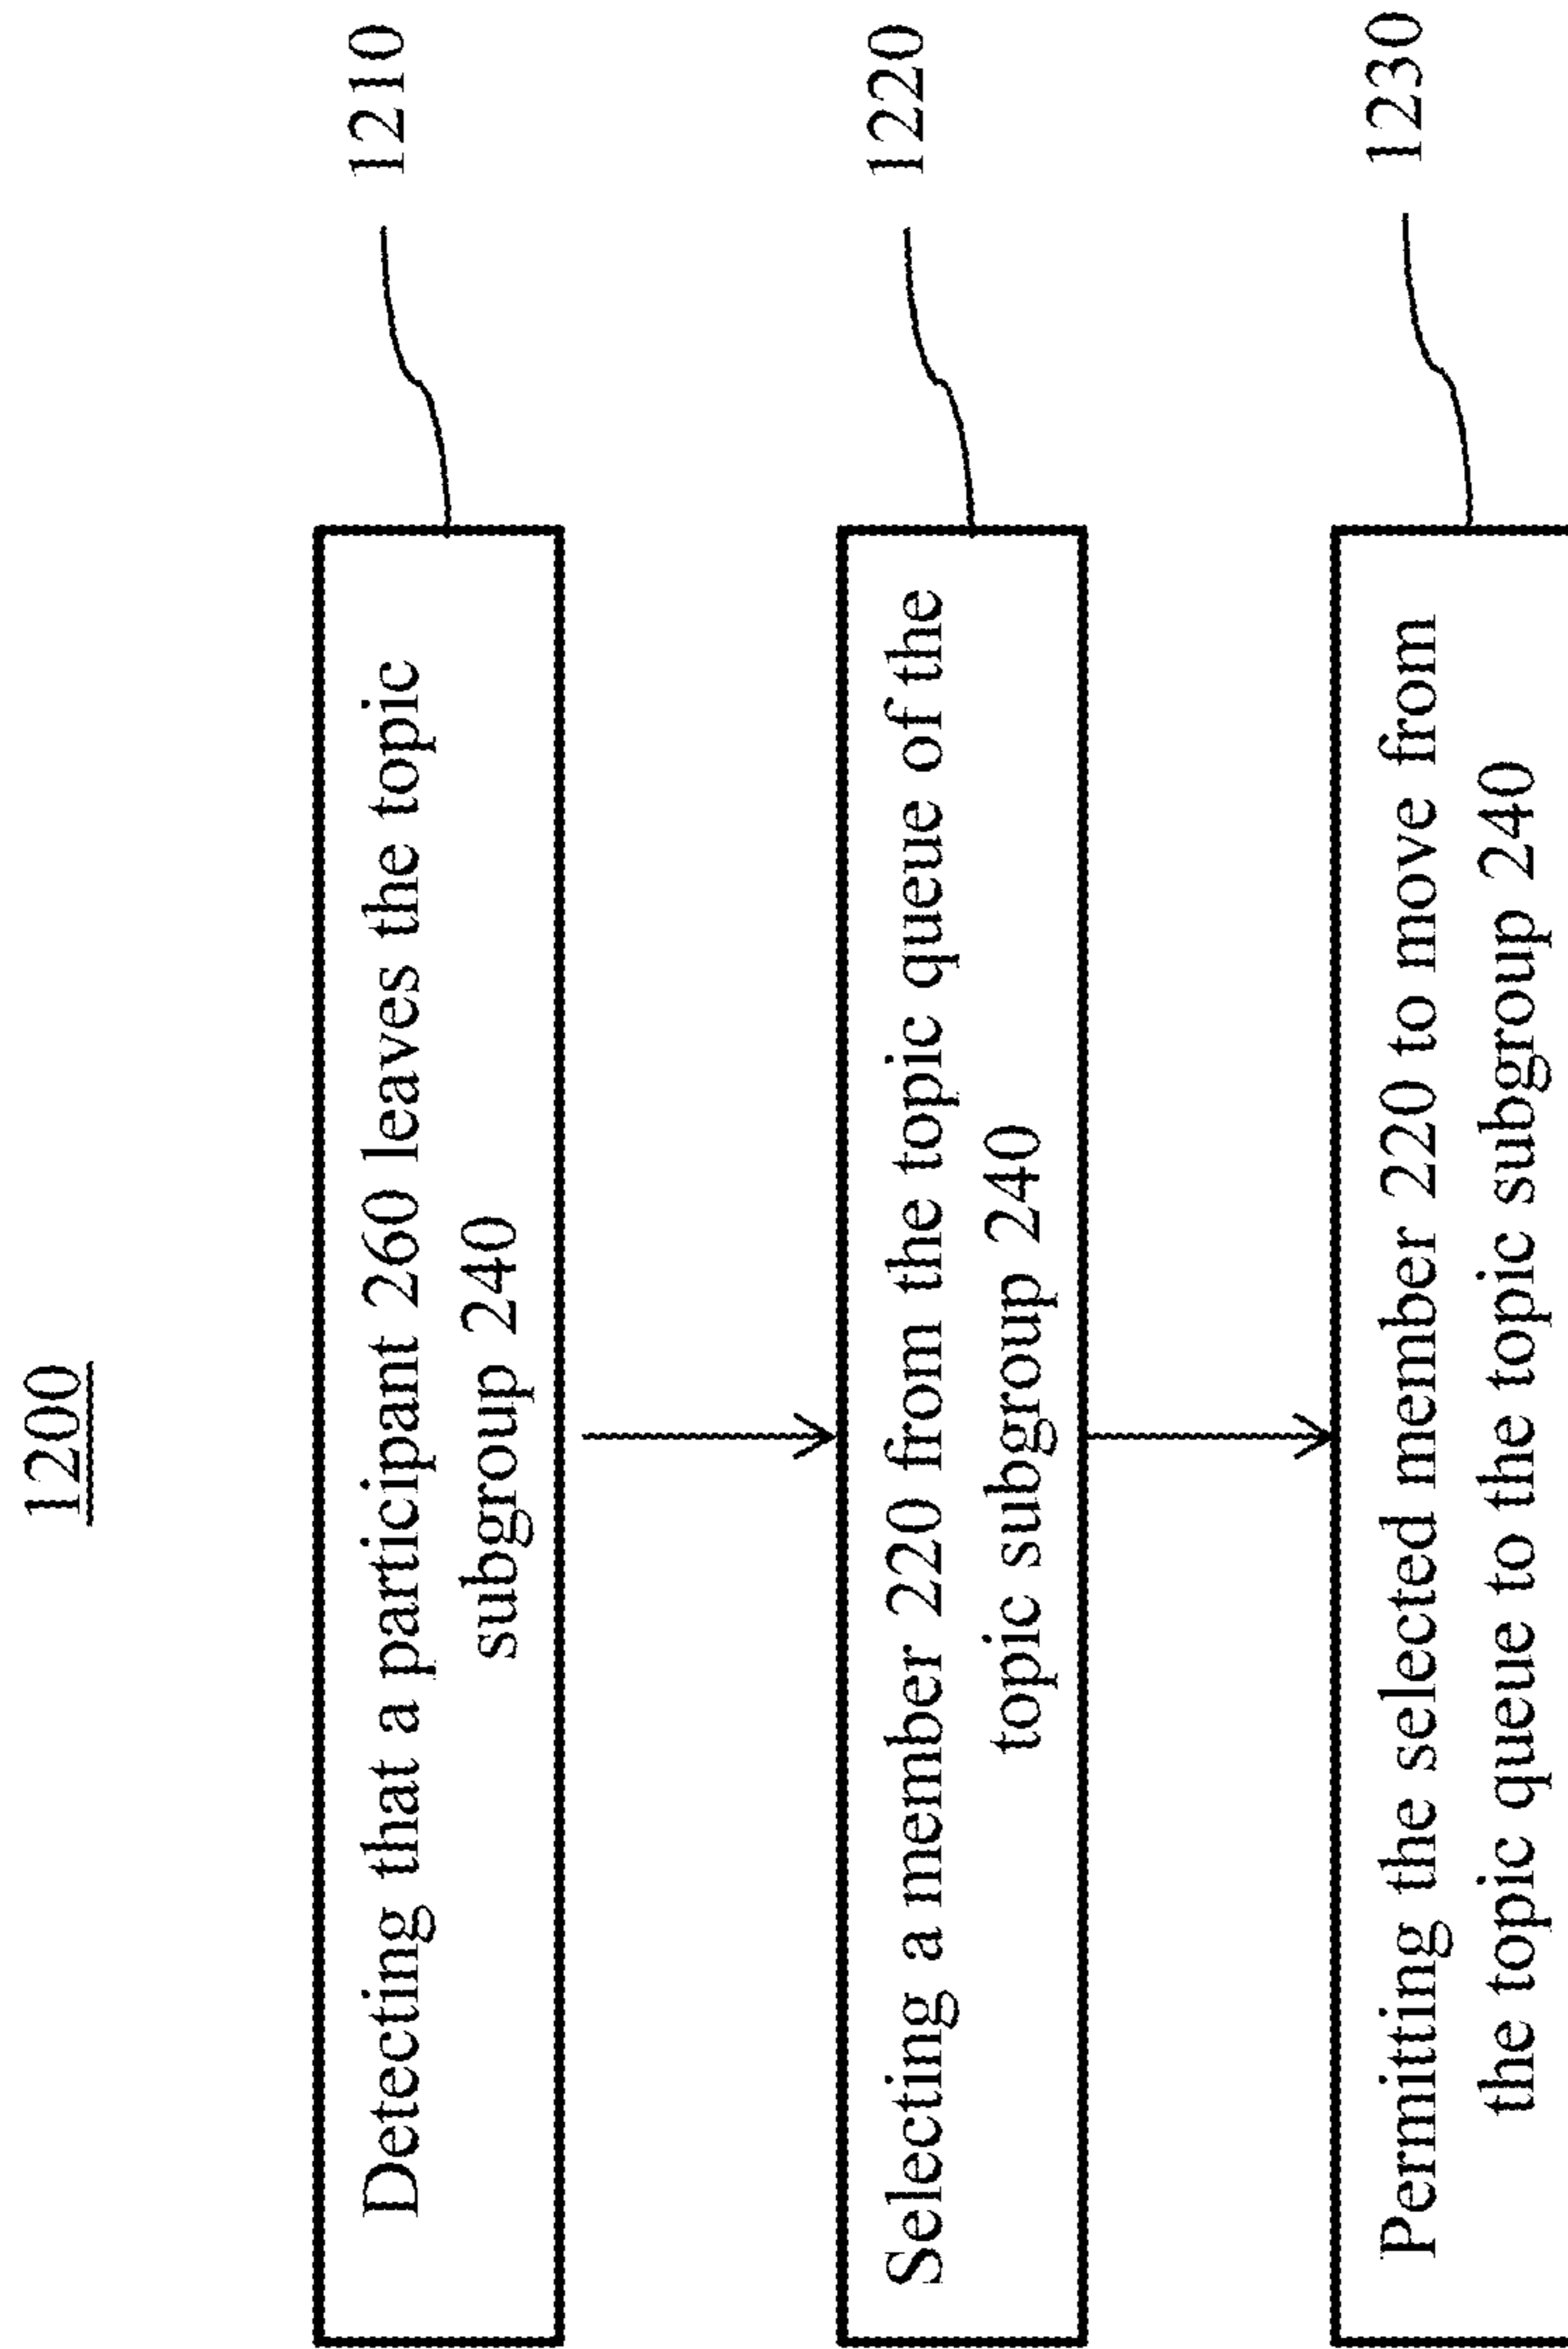 1200
Detecting that a participant 260 leaves the topic
subgroup 240
1210
Selecting a member 220 from the topic queue of the
topic subgroup 240
1220
Permitting the selected member 220 to move from
the topic queue to the topic subgroup 240
1230